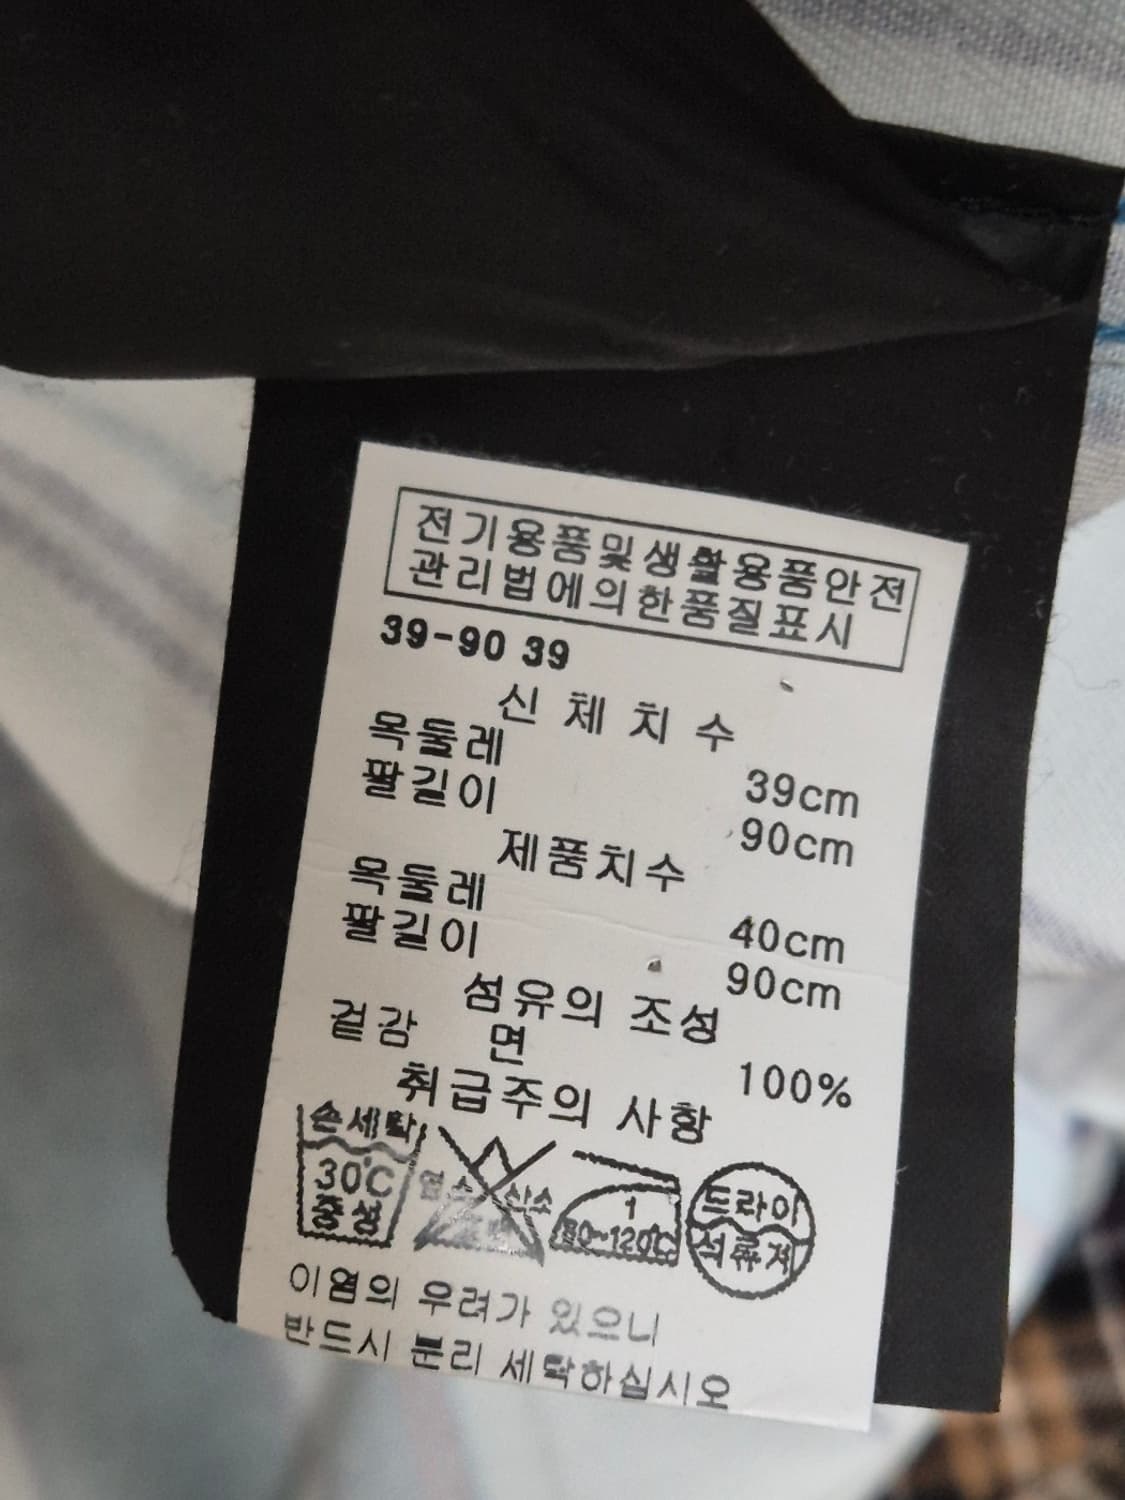 전기용품및생활용품안전
관리법에의한품질표시
39-90 39
신 체 치 수
목둘레 39cm
팔길이 90cm
제품치수
목둘레 40cm
팔길이 90cm
섬유의 조성
겉감 면 100%
취급주의 사항
손세탁 염소 산소 1 드라이
30℃ 표백 80~120℃ 석유계
중성
이염의 우려가 있으니
반드시 분리 세탁하십시오